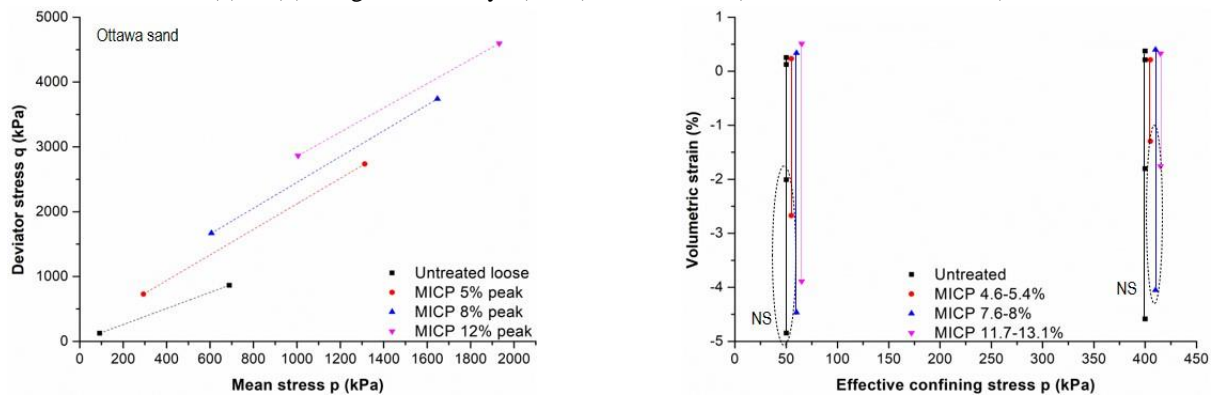 Ottawa sand
5000
4000
3000
2000
1000
0
Deviator stress q (kPa)
Untreated loose
MICP 5% peak
MICP 8% peak
MICP 12% peak
0 200 400 600 800 1000 1200 1400 1600 1800 2000
Mean stress p (kPa)
0
-1
-2
-3
-4
-5
Volumetric strain (%)
NS
NS
Untreated
MICP 4.6-5.4%
MICP 7.6-8%
MICP 11.7-13.1%
0 50 100 150 200 250 300 350 400 450
Effective confining stress p (kPa)